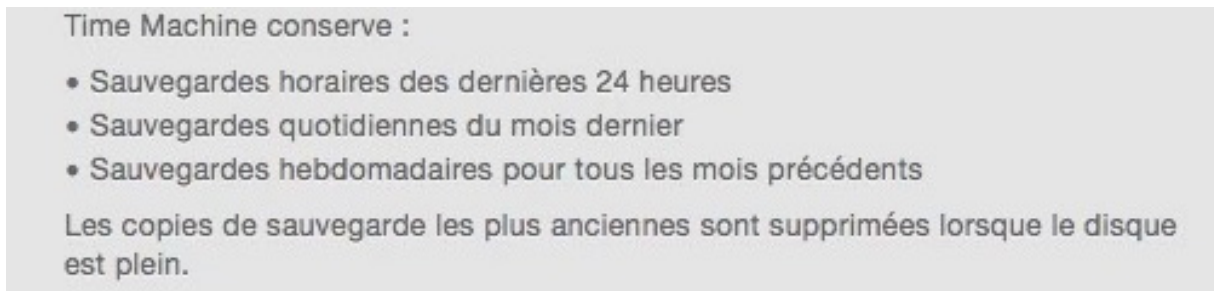 Time Machine conserve :
• Sauvegardes horaires des dernières 24 heures
• Sauvegardes quotidiennes du mois dernier
• Sauvegardes hebdomadaires pour tous les mois précédents
Les copies de sauvegarde les plus anciennes sont supprimées lorsque le disque
est plein.